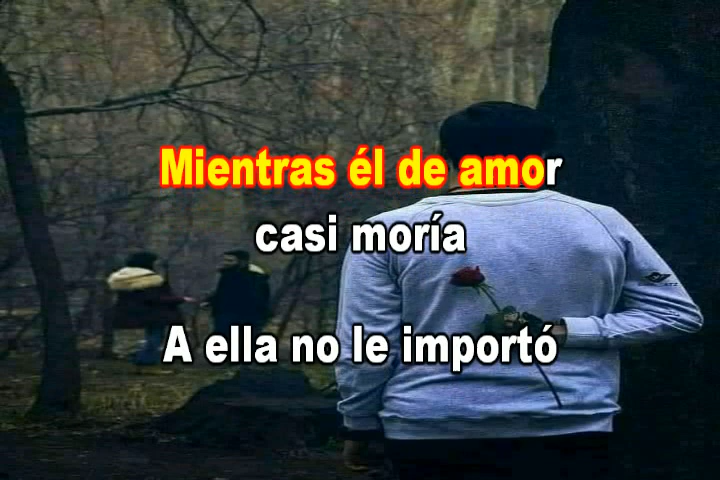 Mientras él de amor
casi moría
A ella no le importó